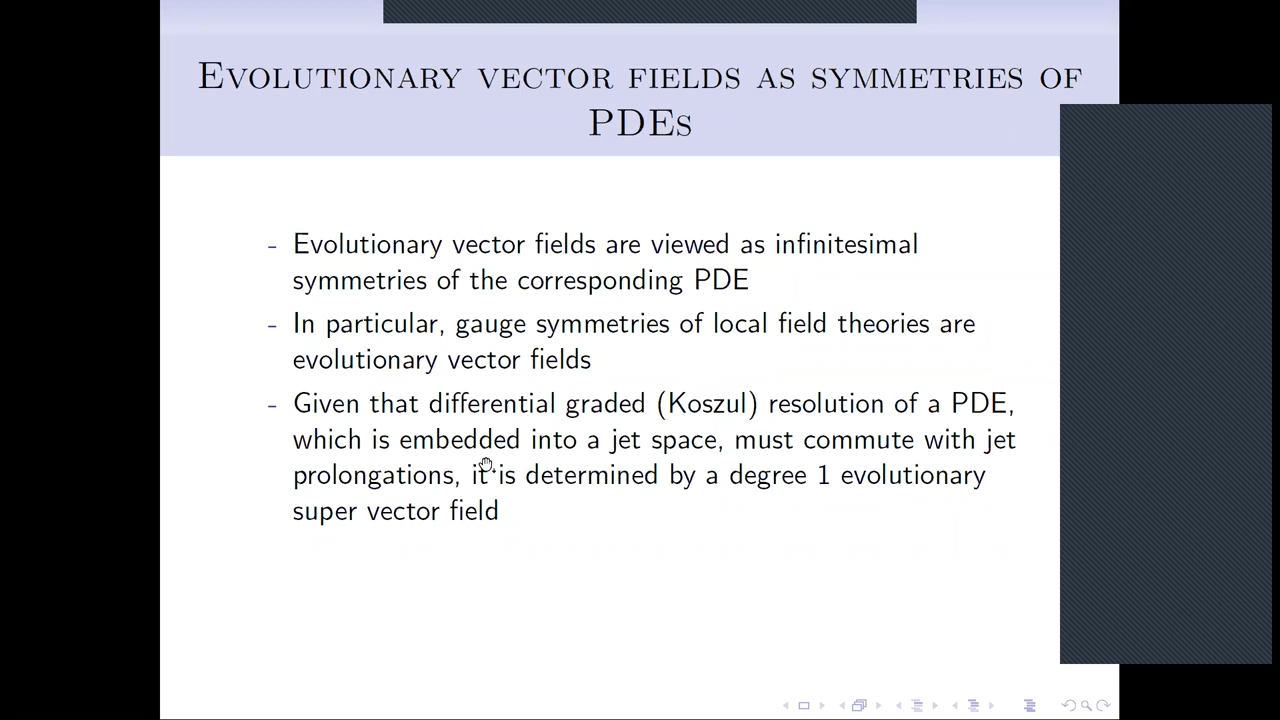 Evolutionary vector fields as symmetries of
PDEs
- Evolutionary vector fields are viewed as infinitesimal
symmetries of the corresponding PDE
- In particular, gauge symmetries of local field theories are
evolutionary vector fields
- Given that differential graded (Koszul) resolution of a PDE,
which is embedded into a jet space, must commute with jet
prolongations, it is determined by a degree 1 evolutionary
super vector field